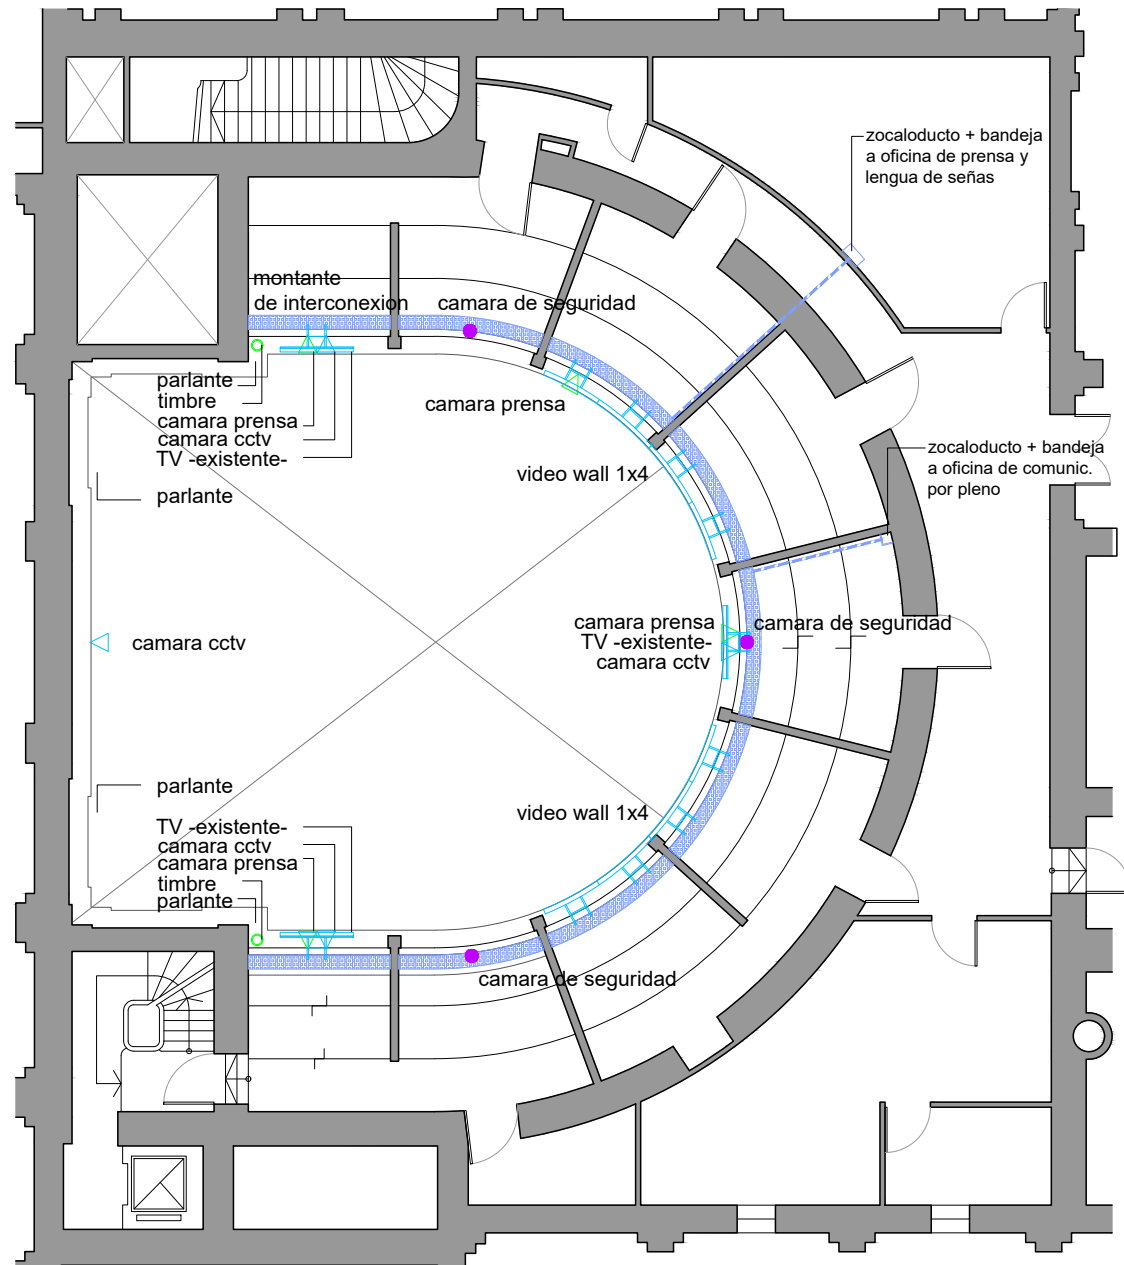 zocaloducto + bandeja
a oficina de prensa y
lengua de señas
montante
de interconexion
camara de seguridad
parlante
timbre
camara prensa
camara cctv
TV -existente-
camara prensa
zocaloducto + bandeja
a oficina de comunic.
por pleno
video wall 1x4
parlante
camara prensa
TV -existente-
camara cctv
camara de seguridad
camara cctv
parlante
video wall 1x4
TV -existente-
camara cctv
camara prensa
timbre
parlante
camara de seguridad